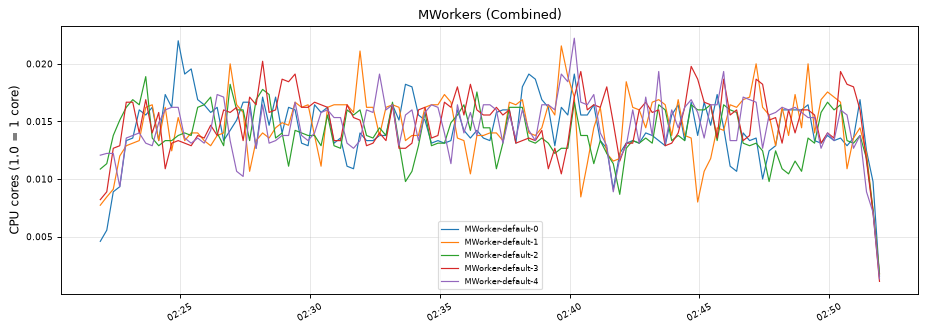 MWorkers (Combined)
CPU cores (1.0 = 1 core)
0.020
0.015
0.010
0.005
MWorker-default-0
MWorker-default-1
MWorker-default-2
MWorker-default-3
MWorker-default-4
02:25
02:30
02:35
02:40
02:45
02:50